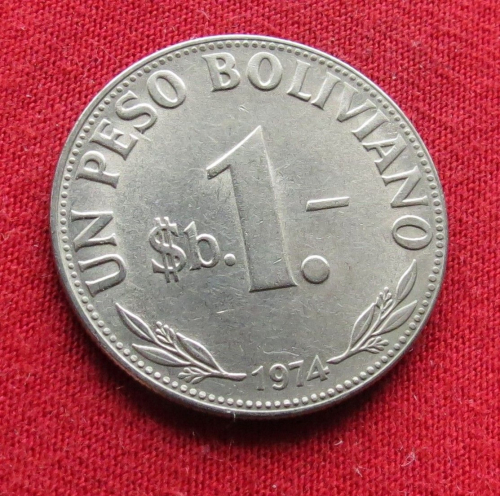 UN PESO BOLIVIANO
$b. 1.-
1974